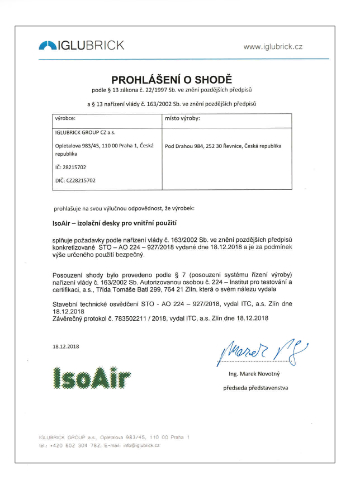 IGLUBRICK
www.iglubrick.cz
PROHLÁŠENÍ O SHODĚ
podle § 13 zákona č. 22/1997 Sb. ve znění pozdějších předpisů
a § 13 nařízení vlády č. 163/2002 Sb. ve znění pozdějších předpisů
výrobce:
IGLUBRICK GROUP CZ a.s.
Opletalova 983/45, 110 00 Praha 1, Česká
republika
IČ: 28215702
DIČ: CZ28215702
místo výroby:
Pod Drahou 984, 252 30 Řevnice, Česká republika
prohlašuje na svou výlučnou odpovědnost, že výrobek:
IsoAir – izolační desky pro vnitřní použití
splňuje požadavky podle nařízení vlády č. 163/2002 Sb. ve znění pozdějších předpisů
konkretizované STO – AO 224 – 927/2018 vydané dne 18.12.2018 a je za podmínek
výše určeného použití bezpečný
Posouzení shody bylo provedeno podle § 7 (posouzení systému řízení výroby)
nařízení vlády č. 163/2002 Sb. Autorizovanou osobou č. 224 – Institut pro testování a
certifikaci, a.s., Třída Tomáše Bati 299, 764 21 Zlín, která o svém nálezu vydala
Stavební technické osvědčení STO - AO 224 – 927/2018, vydal ITC, a.s. Zlín dne
18.12.2018
Závěrečný protokol č. 783502211 / 2018, vydal ITC, a.s. Zlín dne 18.12.2018
18.12.2018
IsoAir
Ing. Marek Novotný
předseda představenstva
IGLUBRICK GROUP a.s., Opletalova 983/45, 110 00 Praha 1
tel.: +420 602 304 762 E-mail: